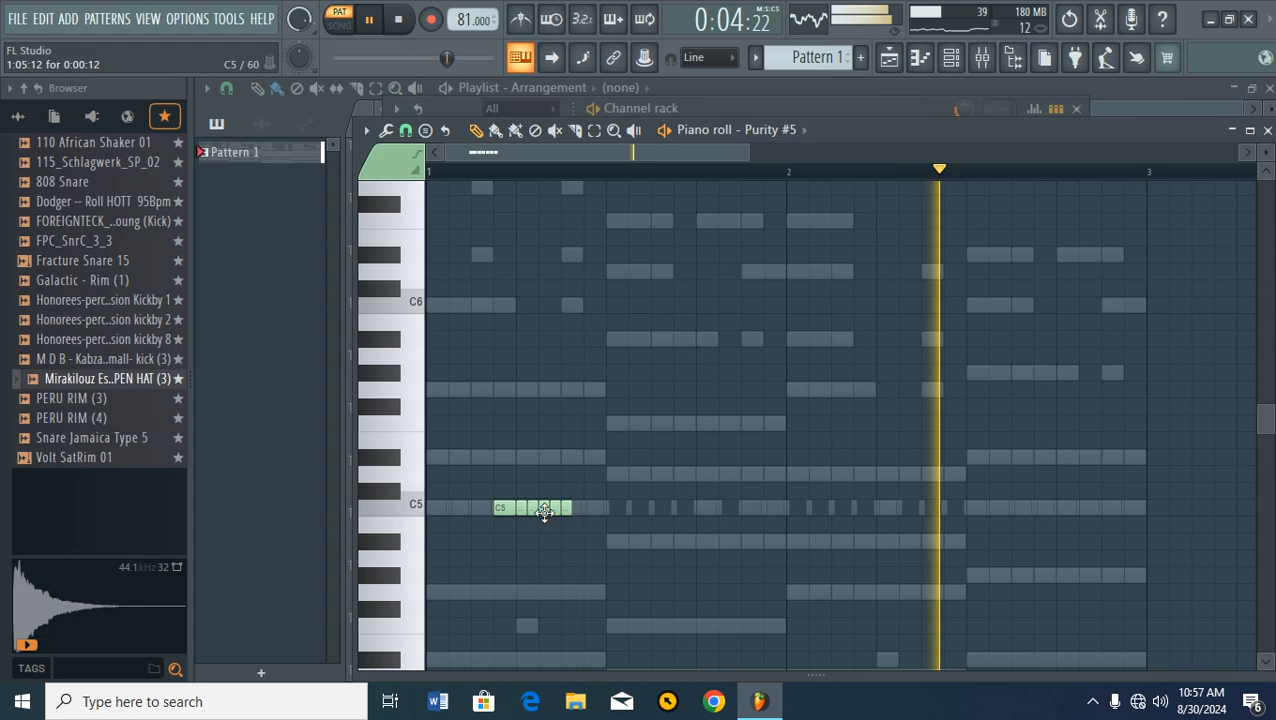 FILE EDIT ADD PATTERNS VIEW OPTIONS TOOLS HELP
PAT
81.000
3.2
0:04:22
M:S:CS
39
180 MB
12
FL Studio
1:05:12 for 0:00:12
C5 / 60
Line
Pattern 1
Browser
Playlist - Arrangement
(none)
All
Channel rack
Piano roll - Purity #5
Pattern 1
110 African Shaker 01
115_Schlagwerk_SP_02
808 Snare
Dodger -- Roll HOTT 95Bpm
FOREIGNTECK_..oung (Kick)
FPC_SnrC_3_3
Fracture Snare 15
Galactic - Rim (1)
Honorees-perc...sion Kickby 1
Honorees-perc...sion kickby 2
Honorees-perc...sion kickby 8
M D B - Kabza..mall- kick (3)
Mirakilouz Es..PEN HAT (3)
PERU RIM (3)
PERU RIM (4)
Snare Jamaica Type 5
Volt SatRim 01
1
2
3
C6
C5
C5
44.1kHz 32
TAGS
Type here to search
10:57 AM
8/30/2024
6